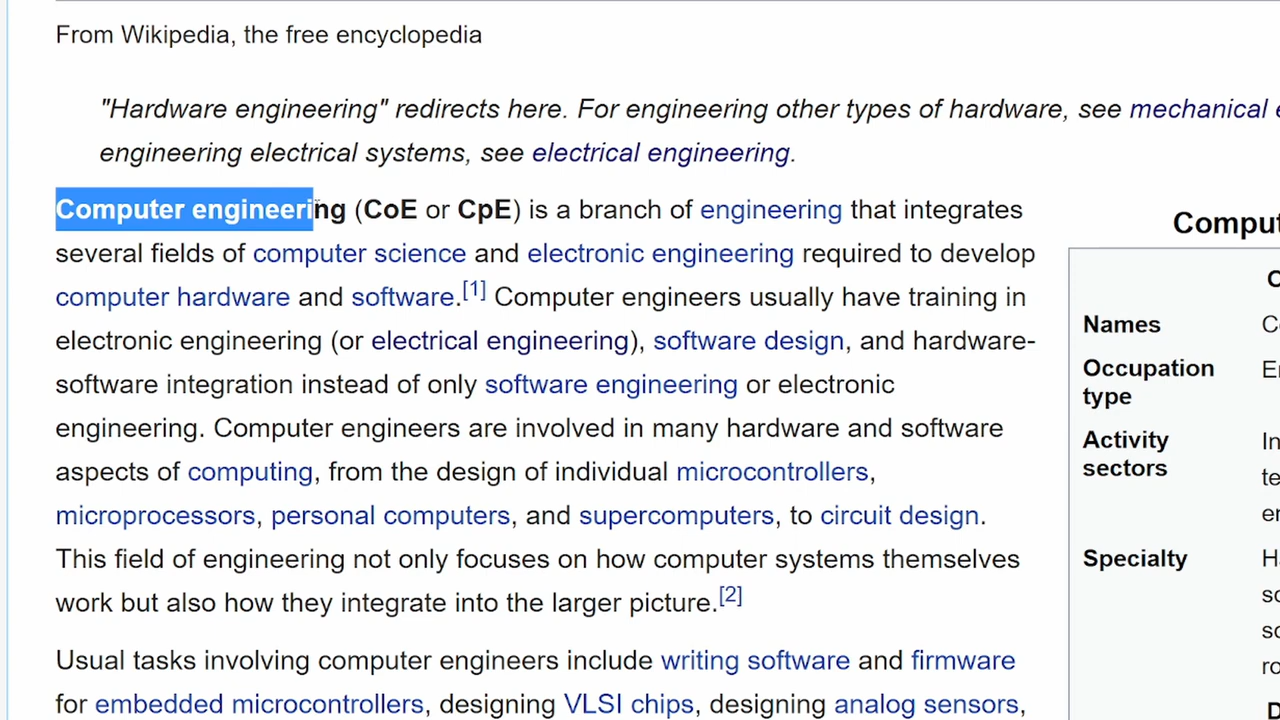 From Wikipedia, the free encyclopedia
"Hardware engineering" redirects here. For engineering other types of hardware, see mechanical e
engineering electrical systems, see electrical engineering.
Computer engineering (CoE or CpE) is a branch of engineering that integrates
several fields of computer science and electronic engineering required to develop
computer hardware and software.[1] Computer engineers usually have training in
electronic engineering (or electrical engineering), software design, and hardware-
software integration instead of only software engineering or electronic
engineering. Computer engineers are involved in many hardware and software
aspects of computing, from the design of individual microcontrollers,
microprocessors, personal computers, and supercomputers, to circuit design.
This field of engineering not only focuses on how computer systems themselves
work but also how they integrate into the larger picture.[2]
Usual tasks involving computer engineers include writing software and firmware
for embedded microcontrollers, designing VLSI chips, designing analog sensors,
Comput
Names
Occupation
type
Activity
sectors
Specialty